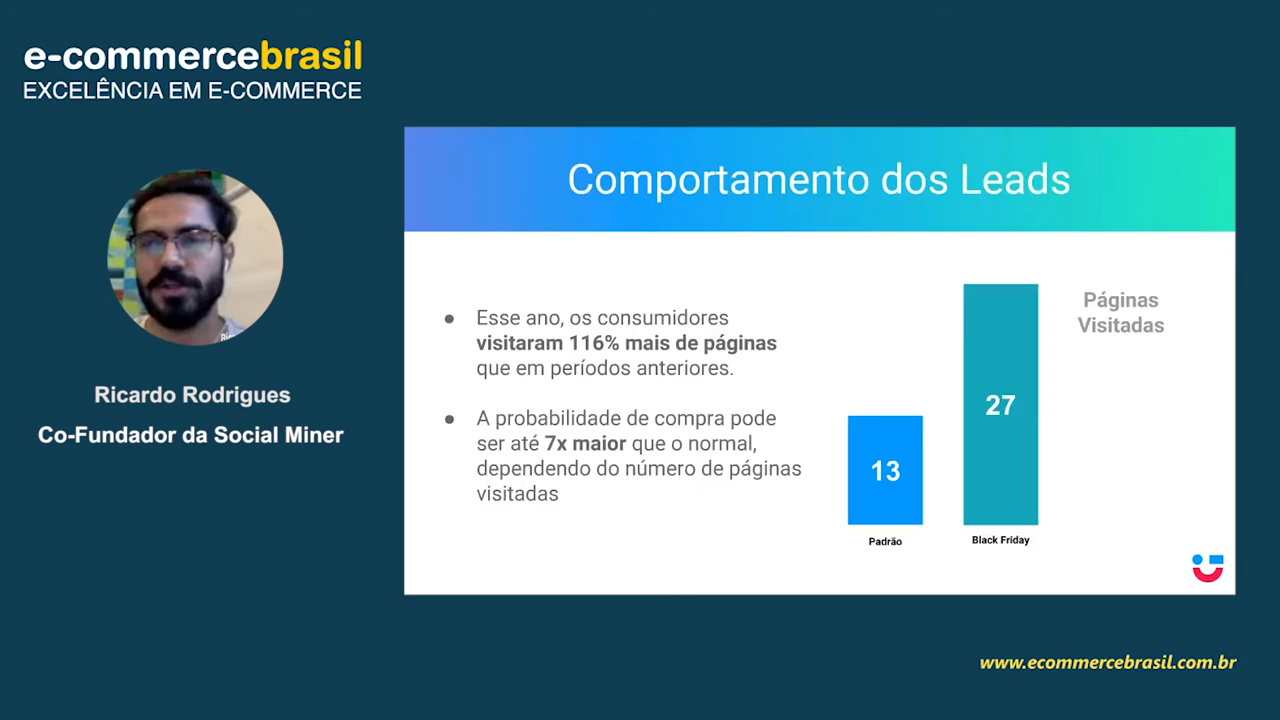 e-commercebrasil
EXCELÊNCIA EM E-COMMERCE
Ricardo Rodrigues
Co-Fundador da Social Miner
Comportamento dos Leads
● Esse ano, os consumidores
visitaram 116% mais de páginas
que em períodos anteriores.
● A probabilidade de compra pode
ser até 7x maior que o normal,
dependendo do número de páginas
visitadas
13
Padrão
27
Black Friday
Páginas
Visitadas
www.ecommercebrasil.com.br